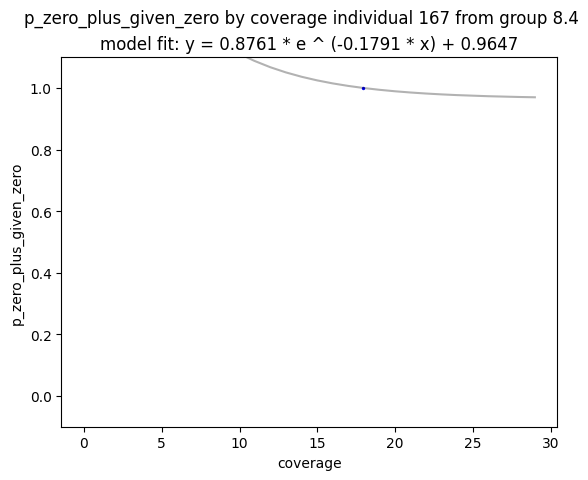 p_zero_plus_given_zero by coverage individual 167 from group 8.4
model fit: y = 0.8761 * e ^ (-0.1791 * x) + 0.9647
1.0
0.8
0.6
0.4
0.2
0.0
p_zero_plus_given_zero
0 5 10 15 20 25 30
coverage